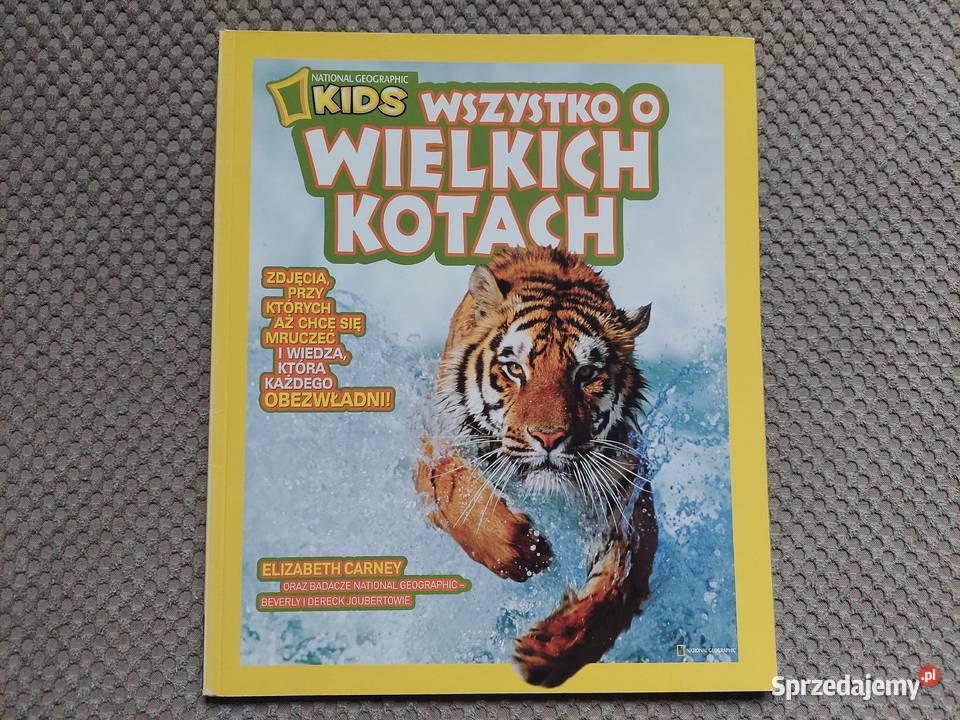 NATIONAL GEOGRAPHIC
KIDS
WSZYSTKO O
WIELKICH
KOTACH
ZDJĘCIA,
PRZY
KTÓRYCH
AŻ CHCE SIĘ
MRUCZEĆ
I WIEDZA,
KTÓRA
KAŻDEGO
OBEZWŁADNI!
ELIZABETH CARNEY
ORAZ BADACZE NATIONAL GEOGRAPHIC –
BEVERLY I DERECK JOUBERTOWIE
NATIONAL GEOGRAPHIC
Sprzedajemy.pl